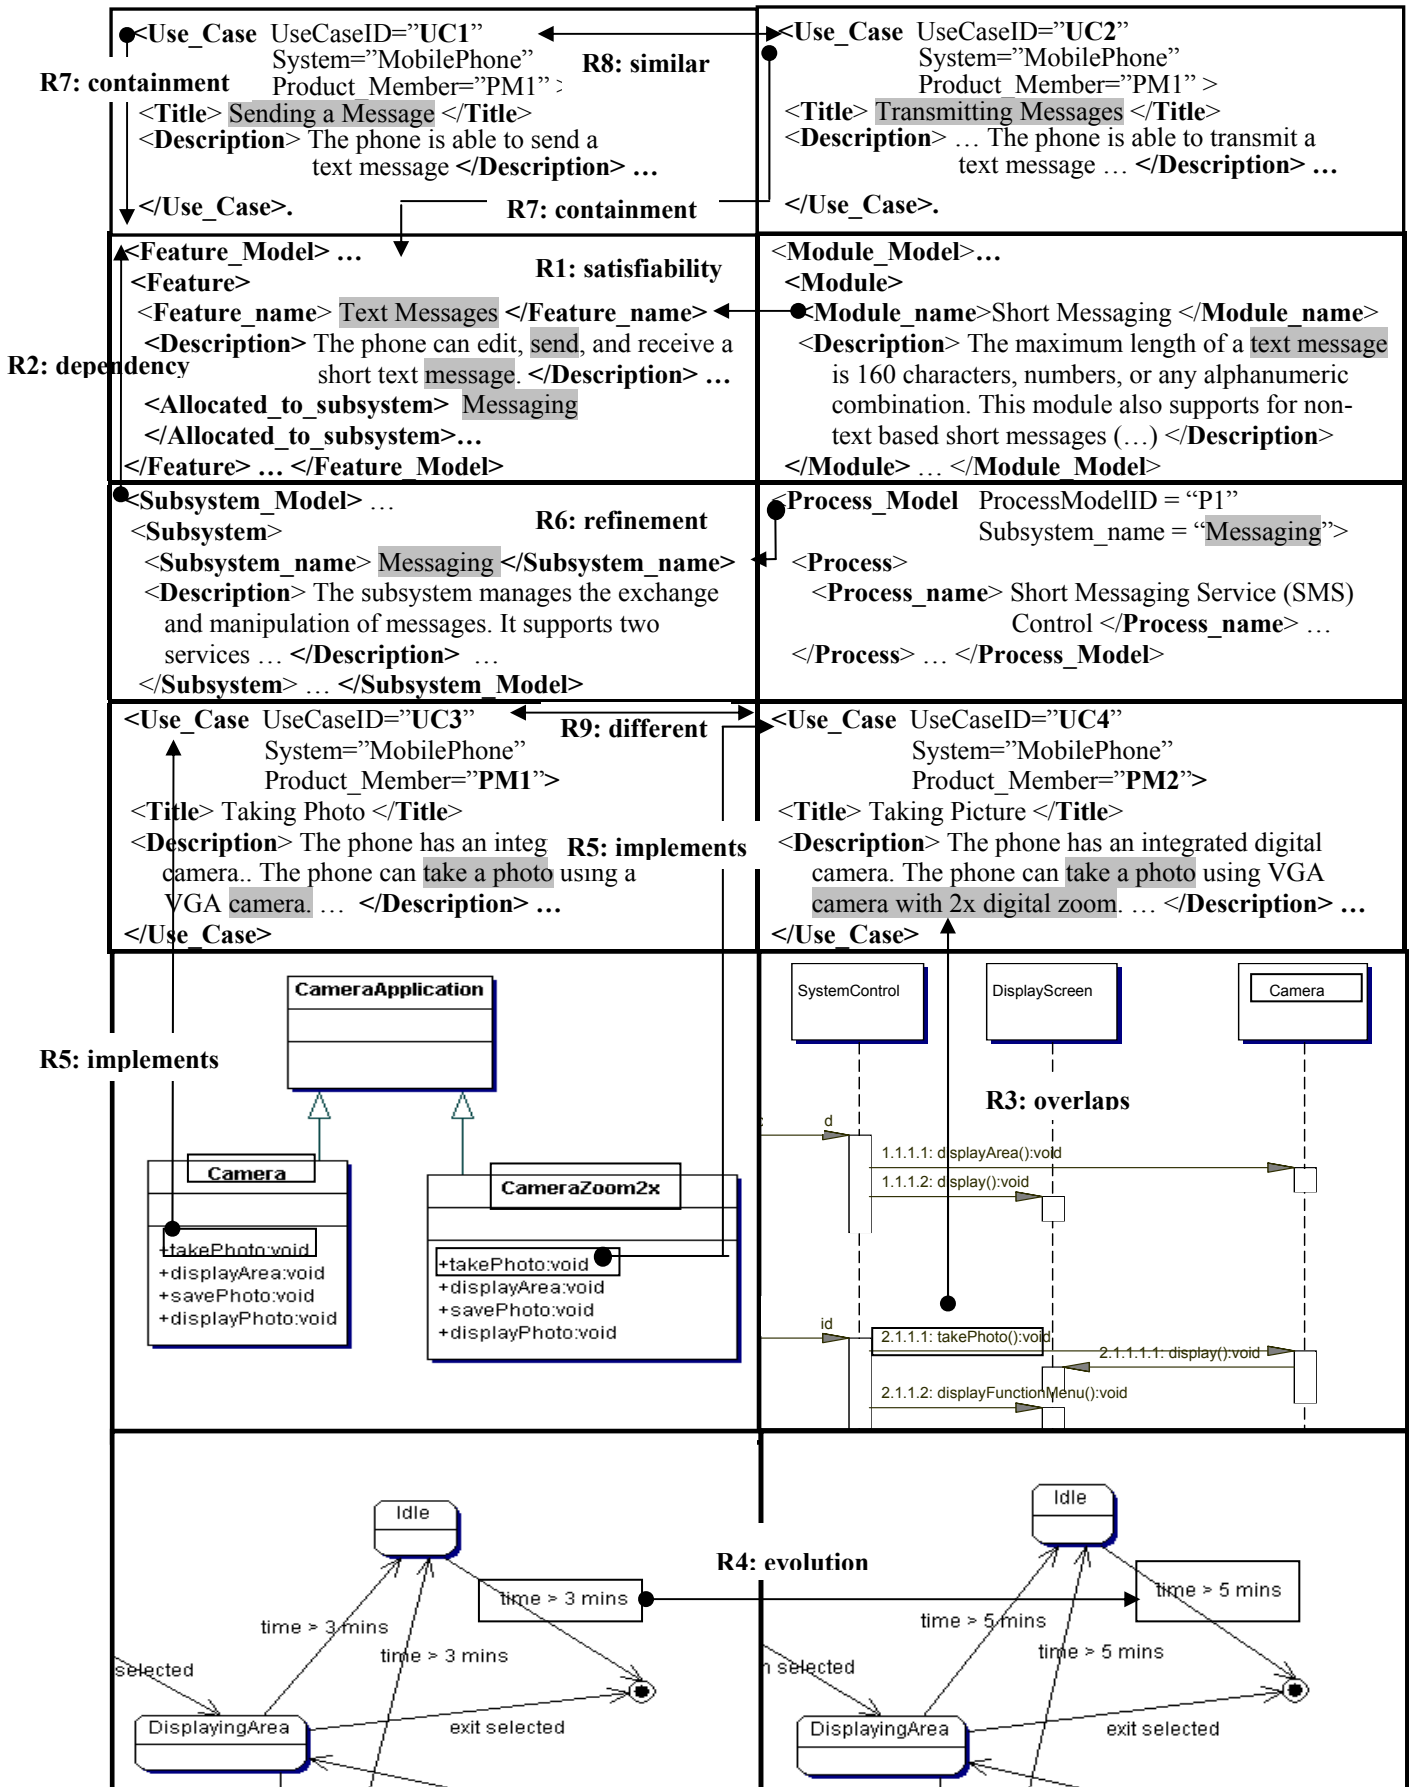 <Use_Case UseCaseID=”UC1”
System=”MobilePhone”
Product_Member=”PM1” >
<Title> Sending a Message </Title>
<Description> The phone is able to send a
text message </Description> …
</Use_Case>.
R7: containment
R8: similar
<Use_Case UseCaseID=”UC2”
System=”MobilePhone”
Product_Member=”PM1” >
<Title> Transmitting Messages </Title>
<Description> … The phone is able to transmit a
text message … </Description> …
</Use_Case>.
R7: containment
<Feature_Model> …
<Feature>
<Feature_name> Text Messages </Feature_name>
<Description> The phone can edit, send, and receive a
short text message. </Description> …
<Allocated_to_subsystem> Messaging
</Allocated_to_subsystem>…
</Feature> … </Feature_Model>
R1: satisfiability
R2: dependency
<Module_Model>…
<Module>
<Module_name>Short Messaging </Module_name>
<Description> The maximum length of a text message
is 160 characters, numbers, or any alphanumeric
combination. This module also supports for non-
text based short messages (…) </Description>
</Module> … </Module_Model>
<Subsystem_Model> …
<Subsystem>
<Subsystem_name> Messaging </Subsystem_name>
<Description> The subsystem manages the exchange
and manipulation of messages. It supports two
services … </Description> …
</Subsystem> … </Subsystem_Model>
R6: refinement
<Process_Model ProcessModelID = “P1”
Subsystem_name = “Messaging”>
<Process>
<Process_name> Short Messaging Service (SMS)
Control </Process_name> …
</Process> … </Process_Model>
<Use_Case UseCaseID=”UC3”
System=”MobilePhone”
Product_Member=”PM1”>
<Title> Taking Photo </Title>
<Description> The phone has an integ
camera.. The phone can take a photo using a
VGA camera. … </Description> …
</Use_Case>
R9: different
R5: implements
<Use_Case UseCaseID=”UC4”
System=”MobilePhone”
Product_Member=”PM2”>
<Title> Taking Picture </Title>
<Description> The phone has an integrated digital
camera. The phone can take a photo using VGA
camera with 2x digital zoom. … </Description> …
</Use_Case>
R5: implements
CameraApplication
Camera
+takePhoto:void
+displayArea:void
+savePhoto:void
+displayPhoto:void
CameraZoom2x
+takePhoto:void
+displayArea:void
+savePhoto:void
+displayPhoto:void
SystemControl
DisplayScreen
Camera
R3: overlaps
d
1.1.1.1: displayArea():void
1.1.1.2: display():void
id
2.1.1.1: takePhoto():void
2.1.1.1.1: display():void
2.1.1.2: displayFunctionMenu():void
R4: evolution
Idle
time > 3 mins
time > 3 mins
time > 3 mins
selected
DisplayingArea
exit selected
Idle
time > 5 mins
time > 5 mins
time > 5 mins
selected
DisplayingArea
exit selected